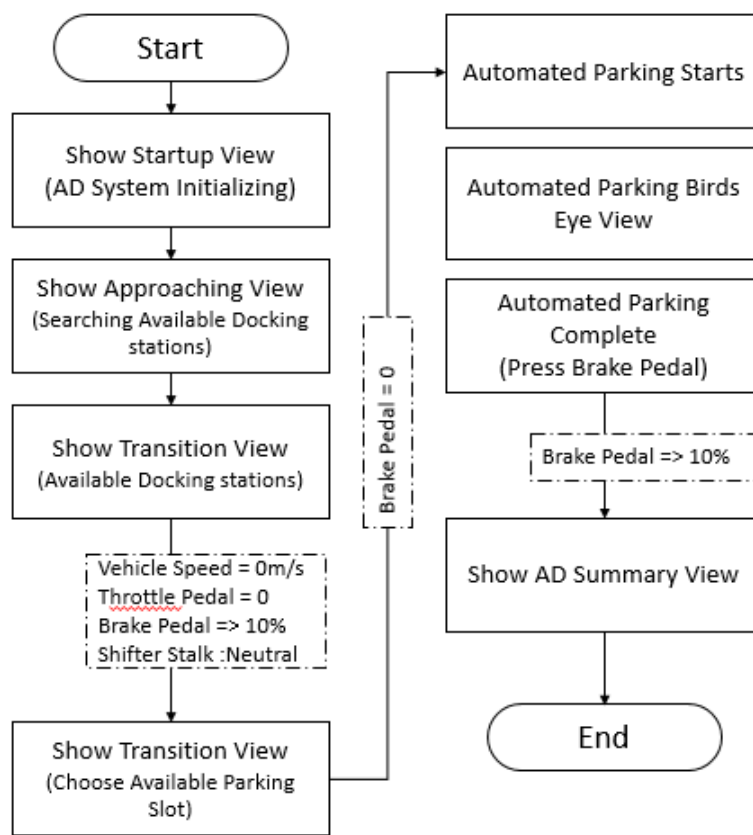 Start
Show Startup View
(AD System Initializing)
Show Approaching View
(Searching Available Docking
stations)
Show Transition View
(Available Docking stations)
Vehicle Speed = 0m/s
Throttle Pedal = 0
Brake Pedal => 10%
Shifter Stalk :Neutral
Show Transition View
(Choose Available Parking
Slot)
Brake Pedal = 0
Automated Parking Starts
Automated Parking Birds
Eye View
Automated Parking
Complete
(Press Brake Pedal)
Brake Pedal => 10%
Show AD Summary View
End